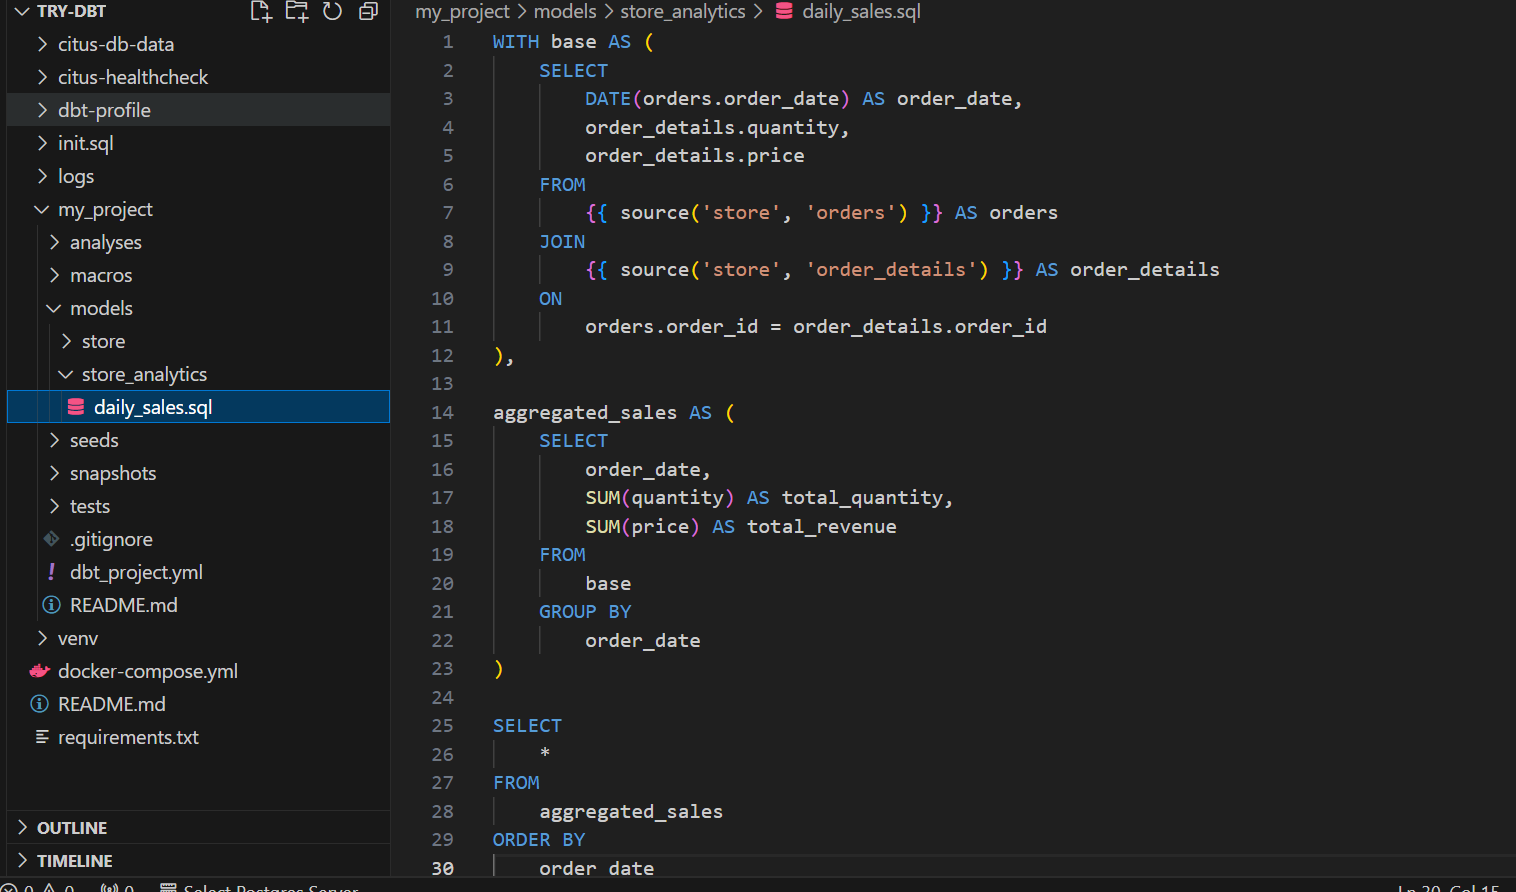 TRY-DBT
citus-db-data
citus-healthcheck
dbt-profile
init.sql
logs
my_project
analyses
macros
models
store
store_analytics
daily_sales.sql
seeds
snapshots
tests
.gitignore
dbt_project.yml
README.md
venv
docker-compose.yml
README.md
requirements.txt
OUTLINE
TIMELINE
my_project > models > store_analytics > daily_sales.sql
1 WITH base AS (
2 SELECT
3 DATE(orders.order_date) AS order_date,
4 order_details.quantity,
5 order_details.price
6 FROM
7 {{ source('store', 'orders') }} AS orders
8 JOIN
9 {{ source('store', 'order_details') }} AS order_details
10 ON
11 orders.order_id = order_details.order_id
12 ),
13
14 aggregated_sales AS (
15 SELECT
16 order_date,
17 SUM(quantity) AS total_quantity,
18 SUM(price) AS total_revenue
19 FROM
20 base
21 GROUP BY
22 order_date
23 )
24
25 SELECT
26 *
27 FROM
28 aggregated_sales
29 ORDER BY
30 order_date
0 0 0 Select Postgres Server Ln 30, Col 15